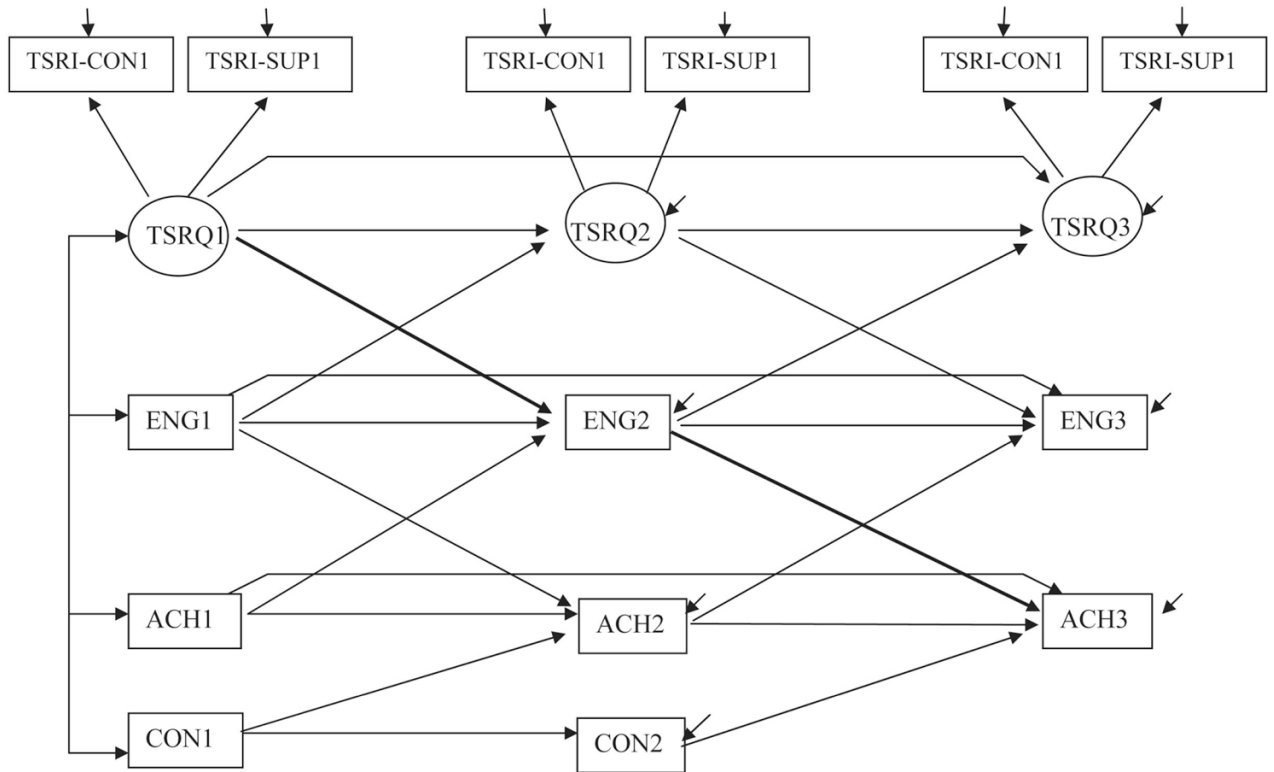 TSRI-CON1
TSRI-SUP1
TSRI-CON1
TSRI-SUP1
TSRI-CON1
TSRI-SUP1
TSRQ1
TSRQ2
TSRQ3
ENG1
ENG2
ENG3
ACH1
ACH2
ACH3
CON1
CON2